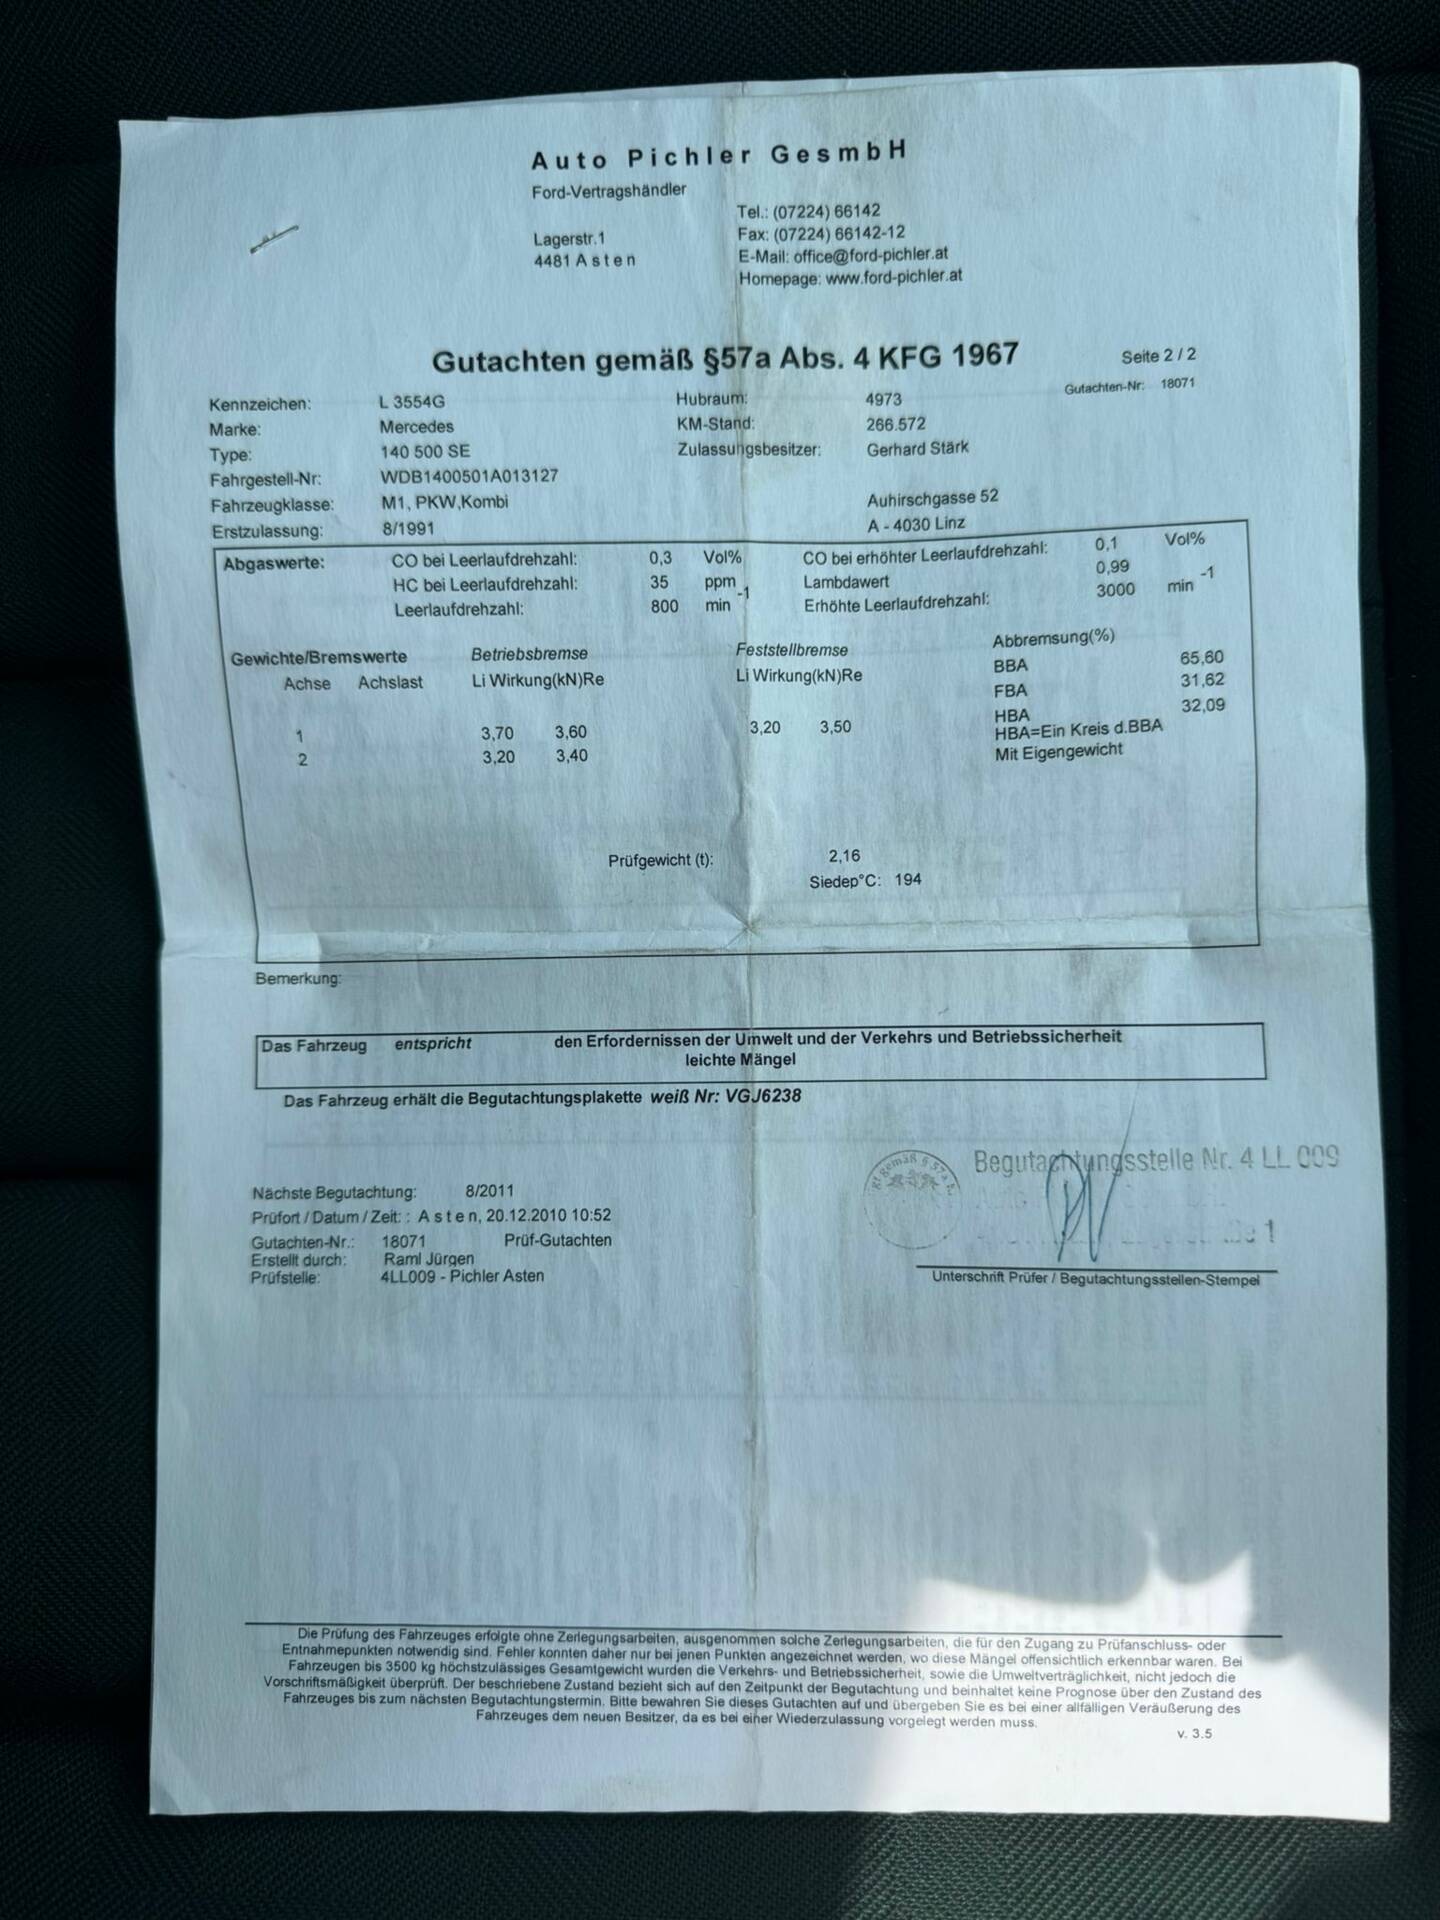 Auto Pichler GesmbH
Ford-Vertragshändler
Lagerstr.1
4481 Asten
Tel.: (07224) 66142
Fax: (07224) 66142-12
E-Mail: office@ford-pichler.at
Homepage: www.ford-pichler.at
Gutachten gemäß §57a Abs. 4 KFG 1967 Seite 2 / 2
Gutachten-Nr: 18071
Kennzeichen: L 3554G Hubraum: 4973
Marke: Mercedes KM-Stand: 266.572
Type: 140 500 SE Zulassungsbesitzer: Gerhard Stärk
Fahrgestell-Nr: WDB1400501A013127
Fahrzeugklasse: M1, PKW,Kombi Auhirschgasse 52
Erstzulassung: 8/1991 A - 4030 Linz
Abgaswerte: CO bei Leerlaufdrehzahl: 0,3 Vol% CO bei erhöhter Leerlaufdrehzahl: 0,1 Vol%
HC bei Leerlaufdrehzahl: 35 ppm Lambdawert 0,99
Leerlaufdrehzahl: 800 min -1 Erhöhte Leerlaufdrehzahl: 3000 min -1
Gewichte/Bremswerte Betriebsbremse Feststellbremse Abbremsung(%)
Achse Achslast Li Wirkung(kN)Re Li Wirkung(kN)Re BBA 65,60
FBA 31,62
1 3,70 3,60 3,20 3,50 HBA 32,09
2 3,20 3,40 HBA=Ein Kreis d.BBA
Mit Eigengewicht
Prüfgewicht (t): 2,16
Siedep°C: 194
Bemerkung:
Das Fahrzeug entspricht den Erfordernissen der Umwelt und der Verkehrs und Betriebssicherheit
leichte Mängel
Das Fahrzeug erhält die Begutachtungsplakette weiß Nr: VGJ6238
Begutachtungsstelle Nr. 4 LL 009
Nächste Begutachtung: 8/2011
Prüfort / Datum / Zeit: : Asten, 20.12.2010 10:52
Gutachten-Nr.: 18071 Prüf-Gutachten
Erstellt durch: Raml Jürgen
Prüfstelle: 4LL009 - Pichler Asten
Unterschrift Prüfer / Begutachtungsstellen-Stempel
Die Prüfung des Fahrzeuges erfolgte ohne Zerlegungsarbeiten, ausgenommen solche Zerlegungsarbeiten, die für den Zugang zu Prüfanschluss- oder
Entnahmepunkten notwendig sind. Fehler konnten daher nur bei jenen Punkten angezeichnet werden, wo diese Mängel offensichtlich erkennbar waren. Bei
Fahrzeugen bis 3500 kg höchstzulässiges Gesamtgewicht wurden die Verkehrs- und Betriebssicherheit, sowie die Umweltverträglichkeit, nicht jedoch die
Vorschriftsmäßigkeit überprüft. Der beschriebene Zustand bezieht sich auf den Zeitpunkt der Begutachtung und beinhaltet keine Prognose über den Zustand des
Fahrzeuges bis zum nächsten Begutachtungstermin. Bitte bewahren Sie dieses Gutachten auf und übergeben Sie es bei einer allfälligen Veräußerung des
Fahrzeuges dem neuen Besitzer, da es bei einer Wiederzulassung vorgelegt werden muss.
v. 3.5